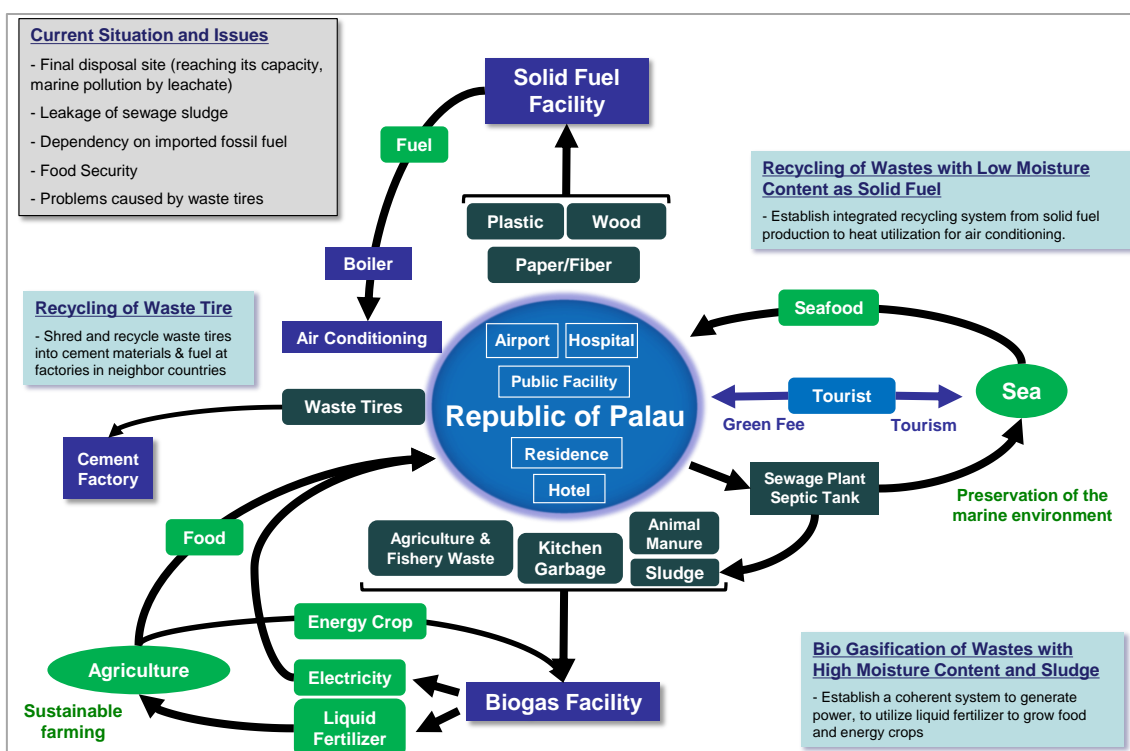 Current Situation and Issues
- Final disposal site (reaching its capacity,
marine pollution by leachate)
- Leakage of sewage sludge
- Dependency on imported fossil fuel
- Food Security
- Problems caused by waste tires
Solid Fuel
Facility
Fuel
Plastic
Wood
Paper/Fiber
Boiler
Air Conditioning
Recycling of Wastes with Low Moisture
Content as Solid Fuel
- Establish integrated recycling system from solid fuel
production to heat utilization for air conditioning.
Recycling of Waste Tire
- Shred and recycle waste tires
into cement materials & fuel at
factories in neighbor countries
Waste Tires
Cement
Factory
Airport
Hospital
Public Facility
Republic of Palau
Residence
Hotel
Seafood
Tourist
Green Fee
Tourism
Sea
Sewage Plant
Septic Tank
Preservation of the
marine environment
Food
Agriculture &
Fishery Waste
Kitchen
Garbage
Animal
Manure
Sludge
Energy Crop
Agriculture
Electricity
Liquid
Fertilizer
Sustainable
farming
Biogas Facility
Bio Gasification of Wastes with
High Moisture Content and Sludge
- Establish a coherent system to generate
power, to utilize liquid fertilizer to grow food
and energy crops